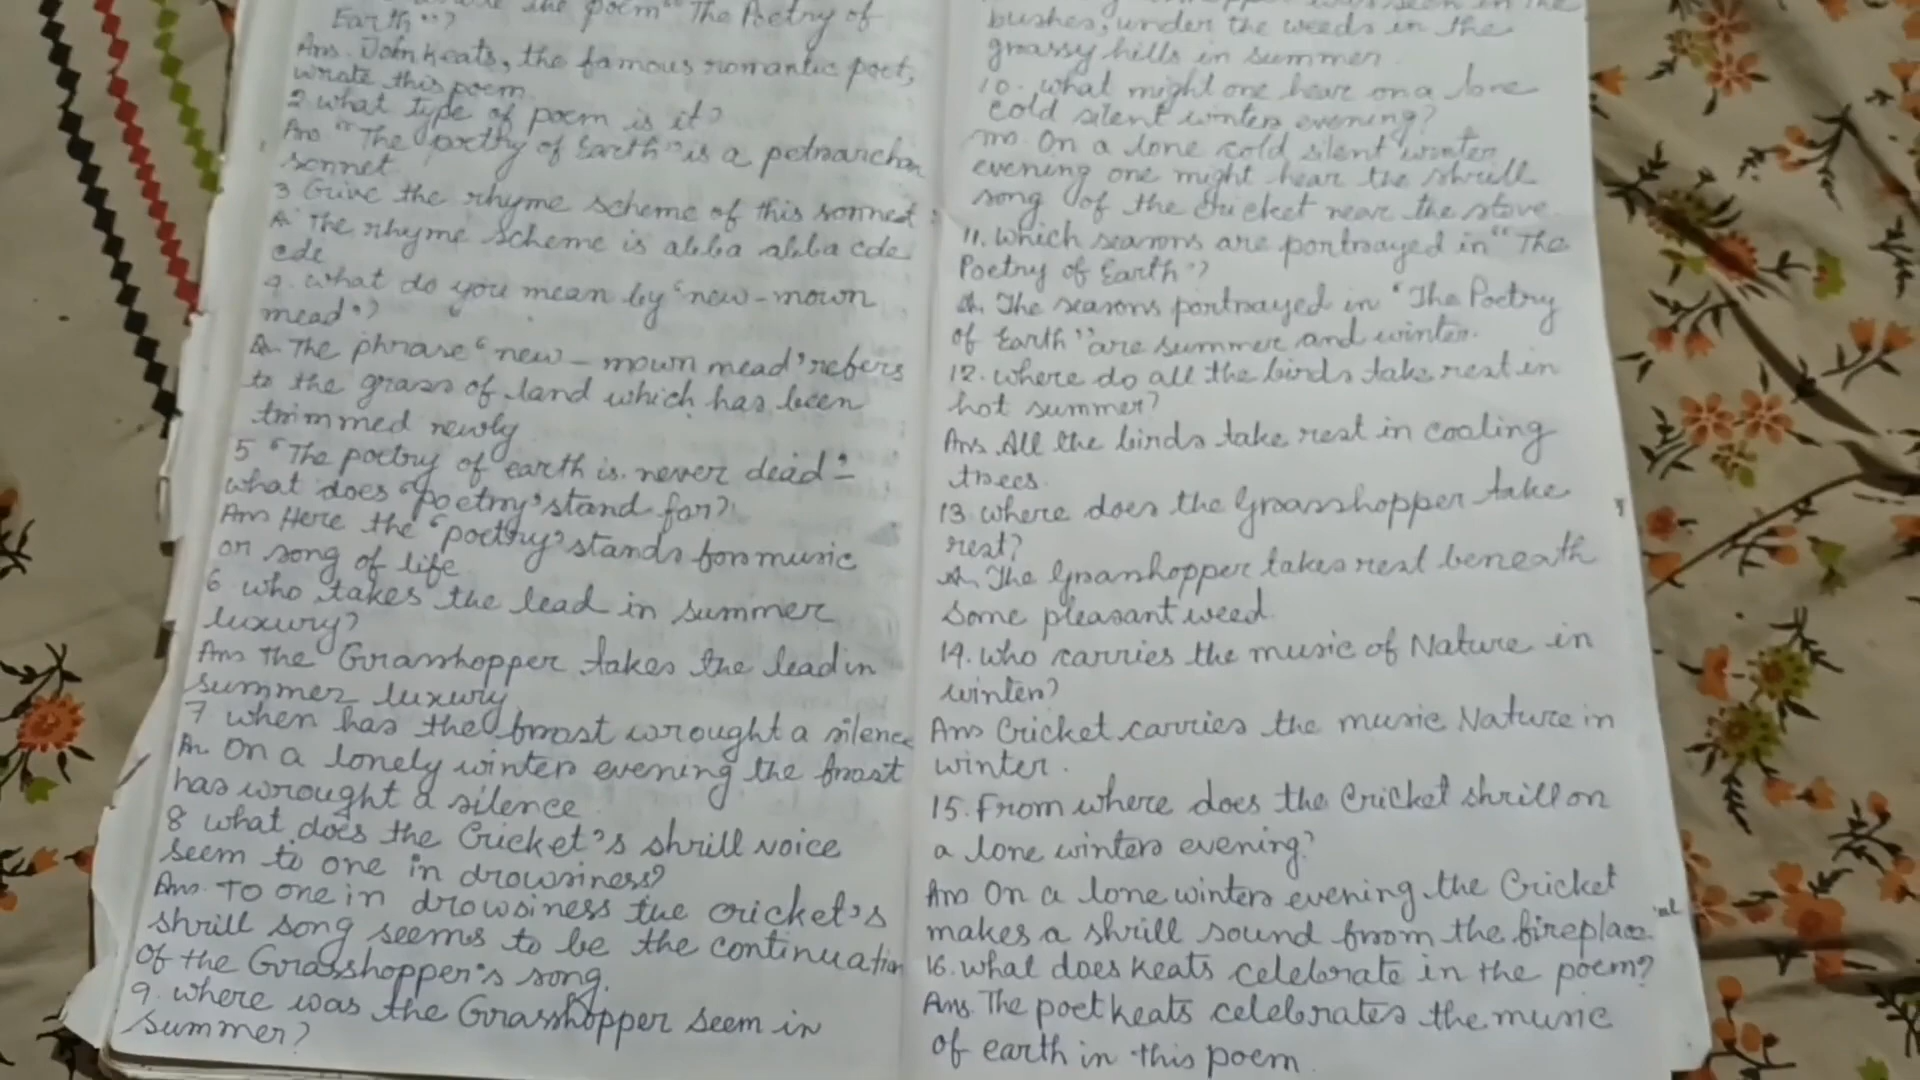 the poem "The Poetry of
Earth"?
Ans. John Keats, the famous romantic poet,
wrate this poem.
2 what type of poem is it?
Ans "The poethy of Earth" is a petrarchan
sonnet.
3 Give the rhyme scheme of this sonnet:
A. The rhyme scheme is abba abba cde
cde
4. what do you mean by "new-mown
mead"?
An The phrase "new-mown mead" refers
to the grass of land which has been
trimmed newly
5 "The poetry of earth is never dead"-
what does "poetry" stand for?
Ans Here the "poetry" stands for music
or song of life
6 who takes the lead in summer
luxury?
Ans The Grasshopper takes the lead in
summer luxury
7 when has the frost wrought a silence
An. On a lonely winter evening the frost
has wrought a silence.
8 what does the Cricket's shrill voice
seem to one in drowsiness?
Ans. To one in drowsiness tue cricket's
shrill song seems to be the continuation
of the Grasshopper's song.
9. where was the Grasshopper seem in
summer?
bushes, under the weeds in the
grassy hills in summer
10. what might one hear on a lone
cold silent winter evening?
Ans. On a lone cold silent winter
evening one might hear the shrill
song of the cricket near the stove
11. Which seasons are portrayed in "The
Poetry of Earth"?
A. The seasons portrayed in "The Poetry
of Earth" are summer and winter.
12. where do all the birds take rest in
hot summer?
Ans. All the birds take rest in cooling
trees.
13. where does the Grasshopper take
rest?
A. The Grasshopper takes rest beneath
some pleasant weed.
14. who carries the music of Nature in
winter?
Ans Cricket carries the music Nature in
winter.
15. From where does the Cricket shrill on
a lone winter evening?
Ans On a lone winter evening the Cricket
makes a shrill sound from the fireplace.
16. what does Keats celebrate in the poem?
Ans. The poet Keats celebrates the music
of earth in this poem.